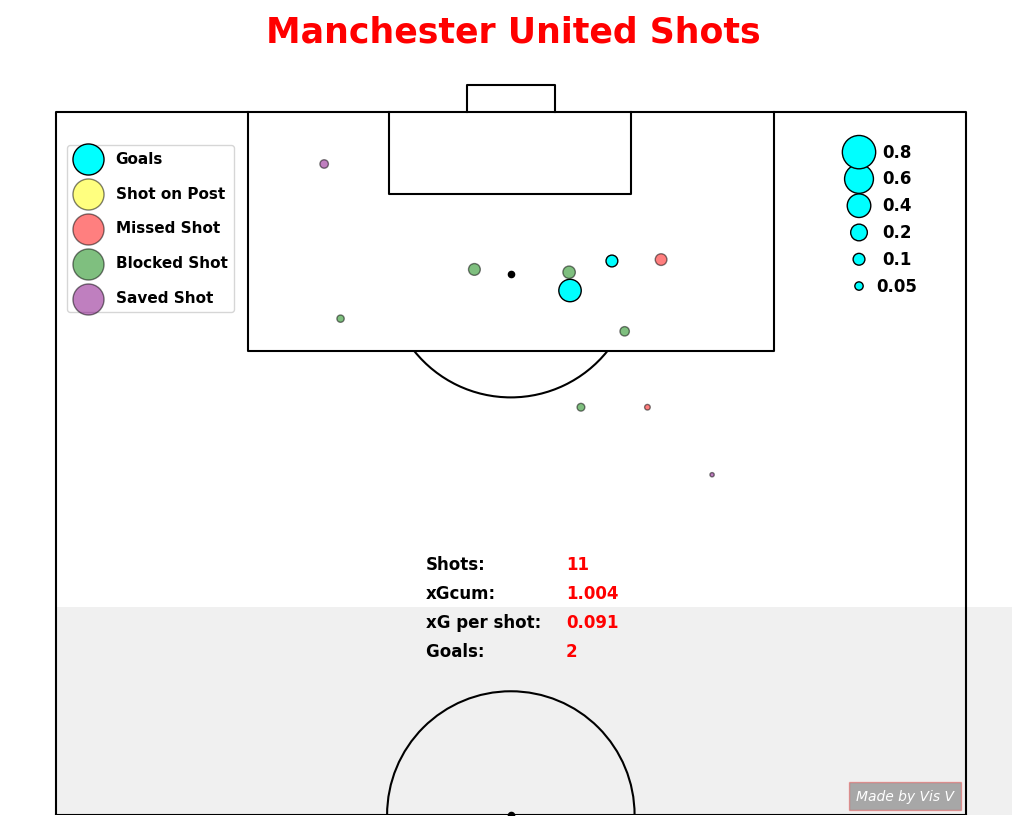 Manchester United Shots
Goals
Shot on Post
Missed Shot
Blocked Shot
Saved Shot
0.8
0.6
0.4
0.2
0.1
0.05
Shots: 11
xGcum: 1.004
xG per shot: 0.091
Goals: 2
Made by Vis V